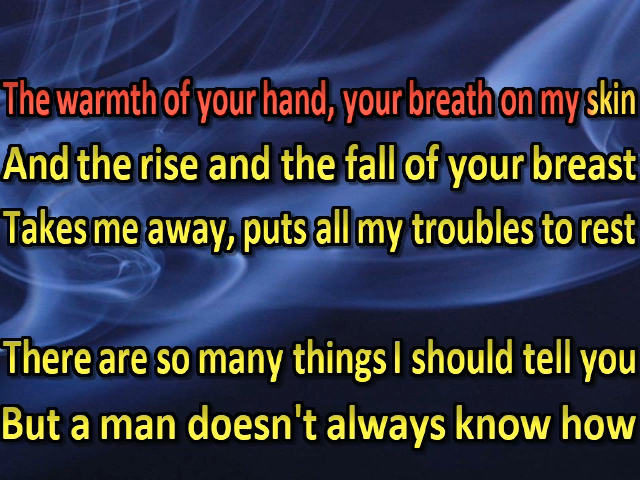 The warmth of your hand, your breath on my skin
And the rise and the fall of your breast
Takes me away, puts all my troubles to rest
There are so many things I should tell you
But a man doesn't always know how